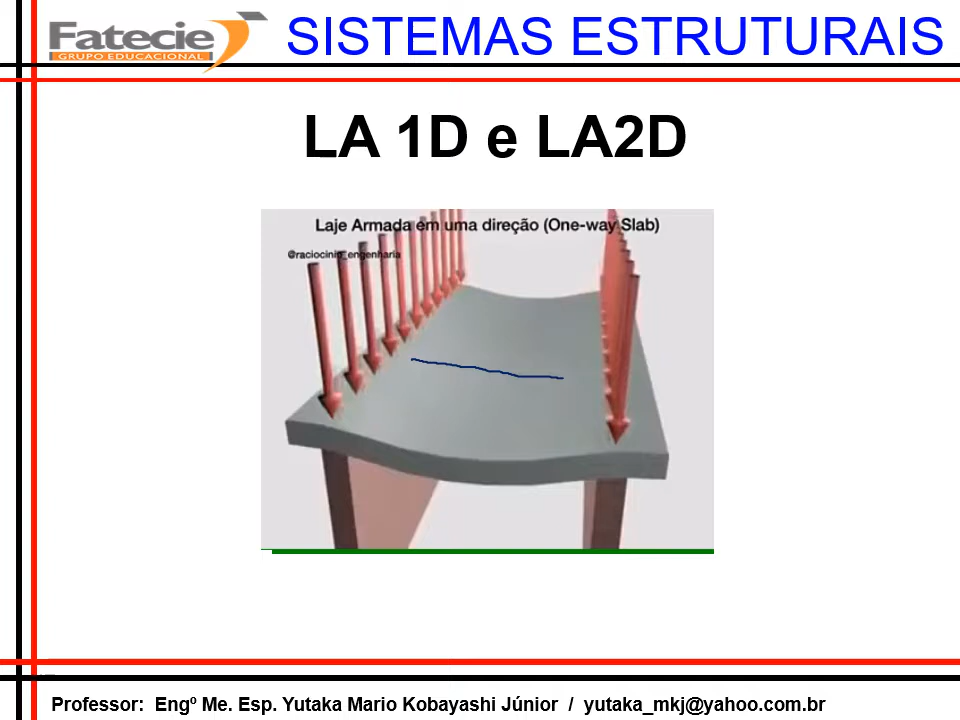 Fatecie
GRUPO EDUCACIONAL
SISTEMAS ESTRUTURAIS
LA 1D e LA2D
Laje Armada em uma direção (One-way Slab)
@raciocinio_engenharia
Professor: Engº Me. Esp. Yutaka Mario Kobayashi Júnior / yutaka_mkj@yahoo.com.br